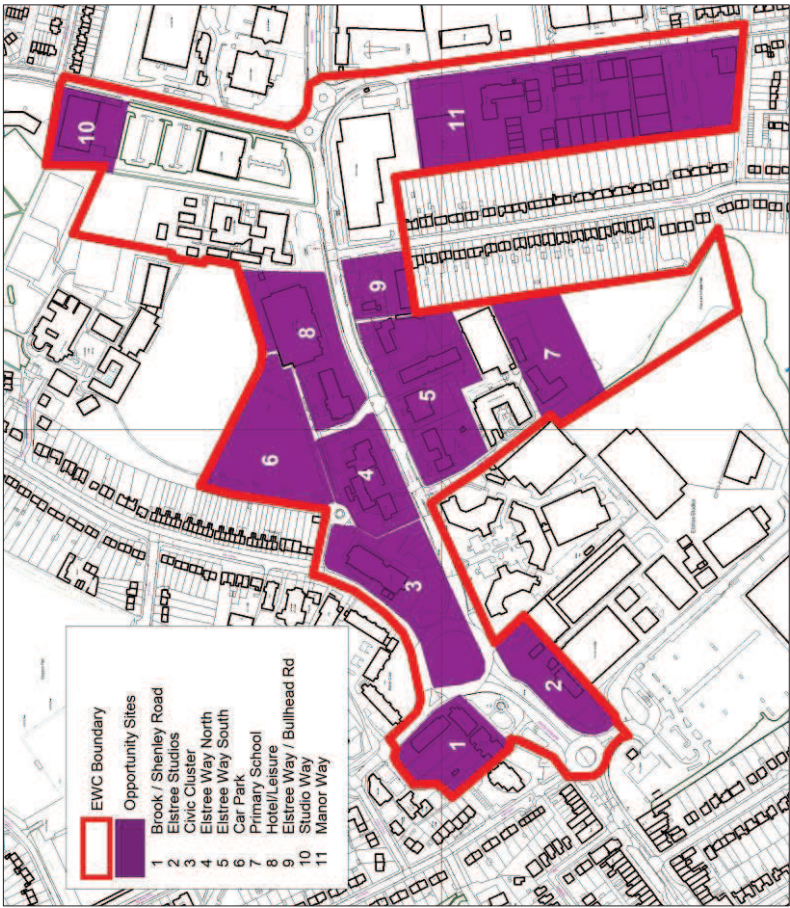 EWC Boundary
Opportunity Sites
1 Brook / Shenley Road
2 Elstree Studios
3 Civic Cluster
4 Elstree Way North
5 Elstree Way South
6 Car Park
7 Primary School
8 Hotel/Leisure
9 Elstree Way / Bullhead Rd
10 Studio Way
11 Manor Way
1
2
3
4
5
6
7
8
9
10
11
Elstree Studios